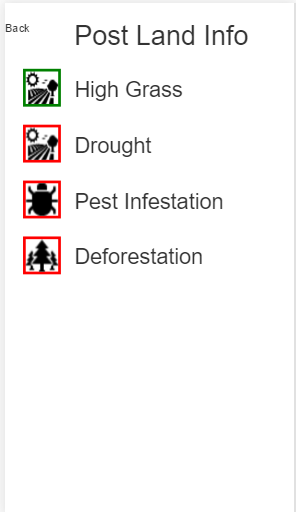 Back
Post Land Info
High Grass
Drought
Pest Infestation
Deforestation